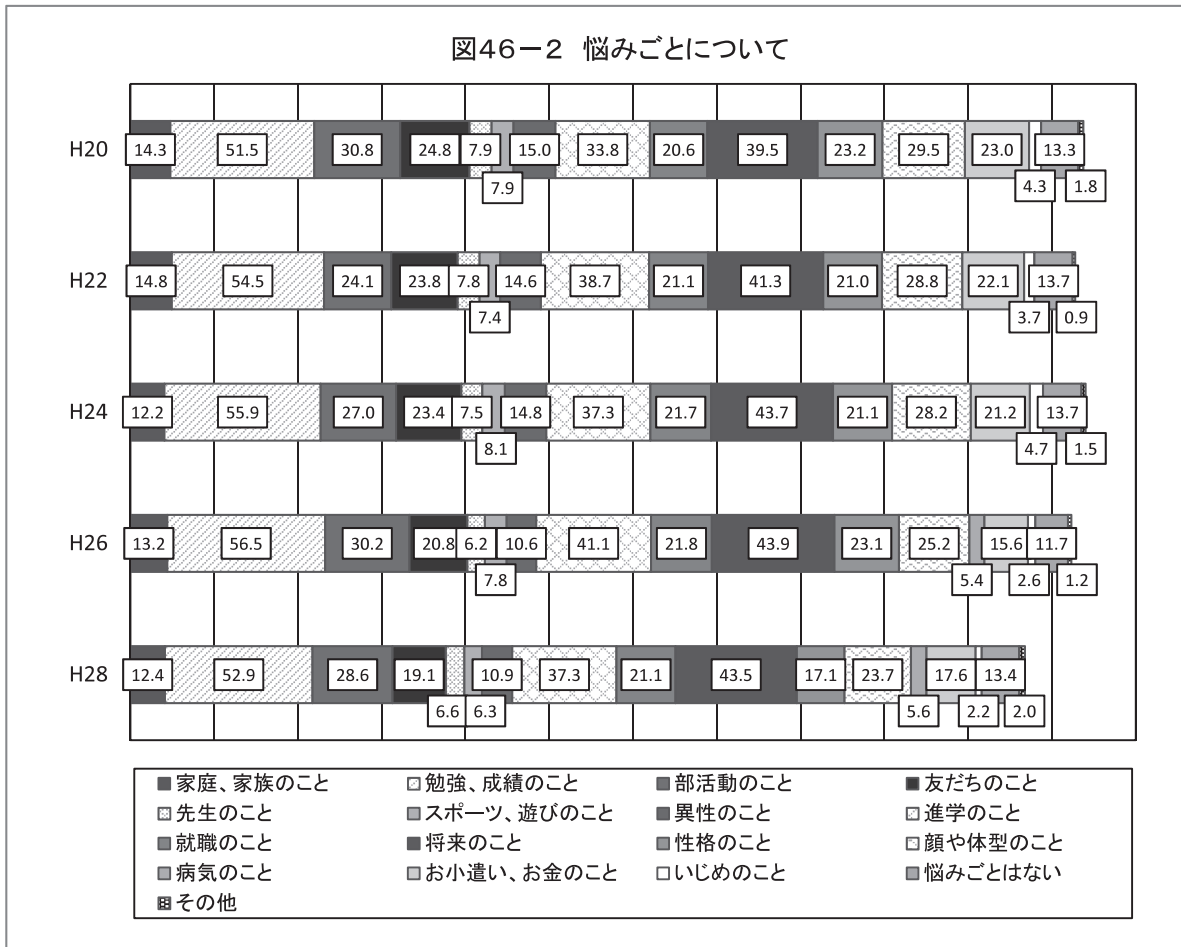 図46－2 悩みごとについて
H20 14.3 51.5 30.8 24.8 7.9 15.0 33.8 20.6 39.5 23.2 29.5 23.0 13.3
7.9 4.3 1.8
H22 14.8 54.5 24.1 23.8 7.8 14.6 38.7 21.1 41.3 21.0 28.8 22.1 13.7
7.4 3.7 0.9
H24 12.2 55.9 27.0 23.4 7.5 14.8 37.3 21.7 43.7 21.1 28.2 21.2 13.7
8.1 4.7 1.5
H26 13.2 56.5 30.2 20.8 6.2 10.6 41.1 21.8 43.9 23.1 25.2 15.6 11.7
7.8 5.4 2.6 1.2
H28 12.4 52.9 28.6 19.1 10.9 37.3 21.1 43.5 17.1 23.7 17.6 13.4
6.6 6.3 5.6 2.2 2.0
家庭、家族のこと 勉強、成績のこと 部活動のこと 友だちのこと
先生のこと スポーツ、遊びのこと 異性のこと 進学のこと
就職のこと 将来のこと 性格のこと 顔や体型のこと
病気のこと お小遣い、お金のこと いじめのこと 悩みごとはない
その他